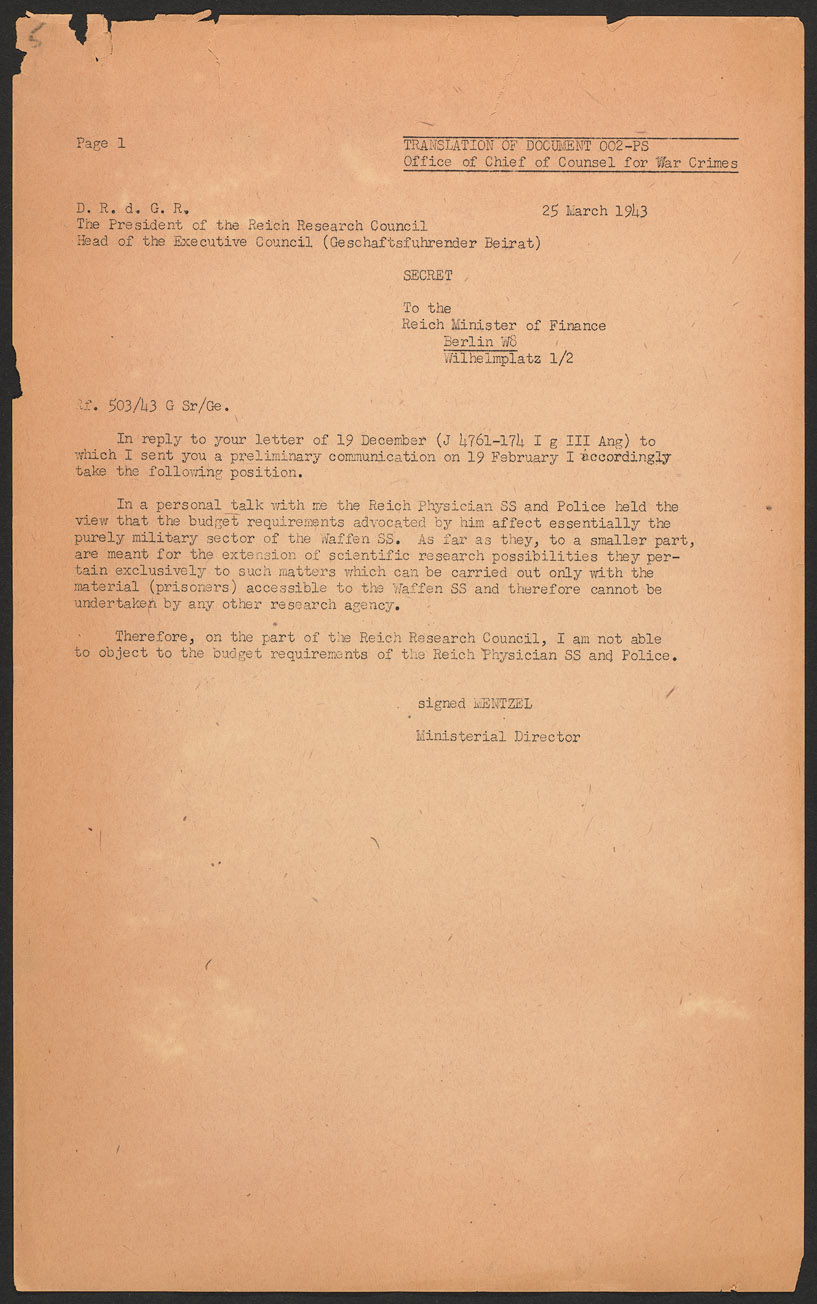 5
Page 1
TRANSLATION OF DOCUMENT 002-PS
Office of Chief of Counsel for War Crimes
D. R. d. G. R.
25 March 1943
The President of the Reich Research Council
Head of the Executive Council (Geschaftsfuhrender Beirat)
SECRET
To the
Reich Minister of Finance
Berlin W8
Wilhelmplatz 1/2
Rf. 503/43 G Sr/Ge.
In reply to your letter of 19 December (J 4761-174 I g III Ang) to
which I sent you a preliminary communication on 19 February I accordingly
take the following position.
In a personal talk with me the Reich Physician SS and Police held the
view that the budget requirements advocated by him affect essentially the
purely military sector of the Waffen SS. As far as they, to a smaller part,
are meant for the extension of scientific research possibilities they per-
tain exclusively to such matters which can be carried out only with the
material (prisoners) accessible to the Waffen SS and therefore cannot be
undertaken by any other research agency.
Therefore, on the part of the Reich Research Council, I am not able
to object to the budget requirements of the Reich Physician SS and Police.
signed MENTZEL
Ministerial Director